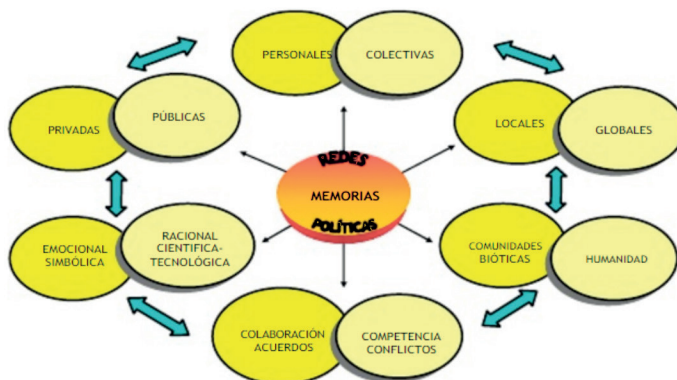 PERSONALES
COLECTIVAS
PRIVADAS
PÚBLICAS
LOCALES
GLOBALES
REDES
MEMORIAS
POLÍTICAS
EMOCIONAL
SIMBÓLICA
RACIONAL
CIENTIFICA-
TECNOLÓGICA
COMUNIDADES
BIÓTICAS
HUMANIDAD
COLABORACIÓN
ACUERDOS
COMPETENCIA
CONFLICTOS